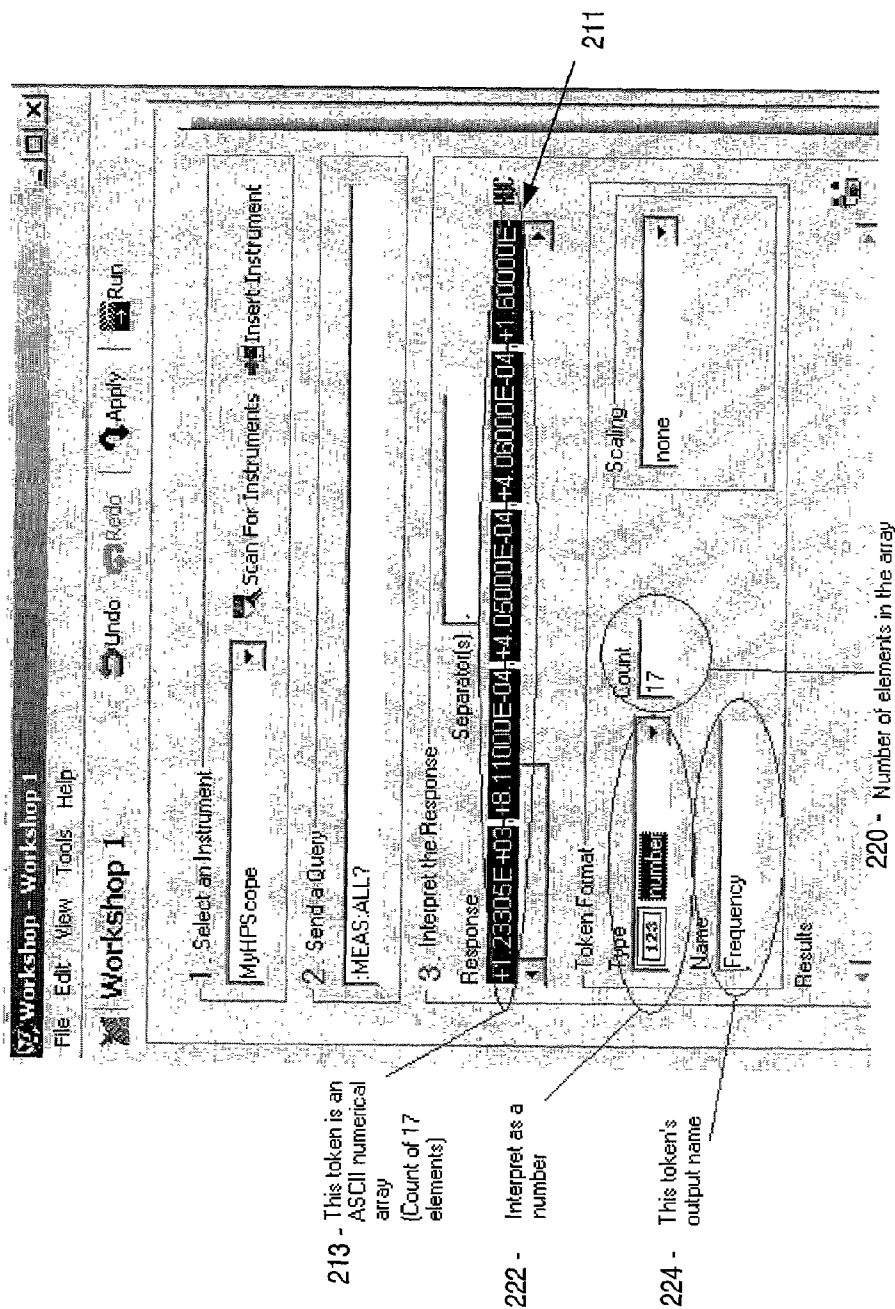 Workshop - Workshop 1
File Edit View Tools Help
Workshop 1 Undo Redo Apply Run
1 Select an Instrument
MyHPScope Scan For Instruments Insert Instrument
2 Send a Query
:MEAS:ALL?
3 Interpret the Response
Response Separator(s) ,
+1.23305E+03,+8.11000E-04,+4.05000E-04,+4.06000E-04,+1.60000E
211
Token Format
Type Count Scaling
123 number 17 none
Name
Frequency
Results
213 - This token is an
ASCII numerical
array
(Count of 17
elements)
222 - Interpret as a
number
224 - This token's
output name
220 - Number of elements in the array